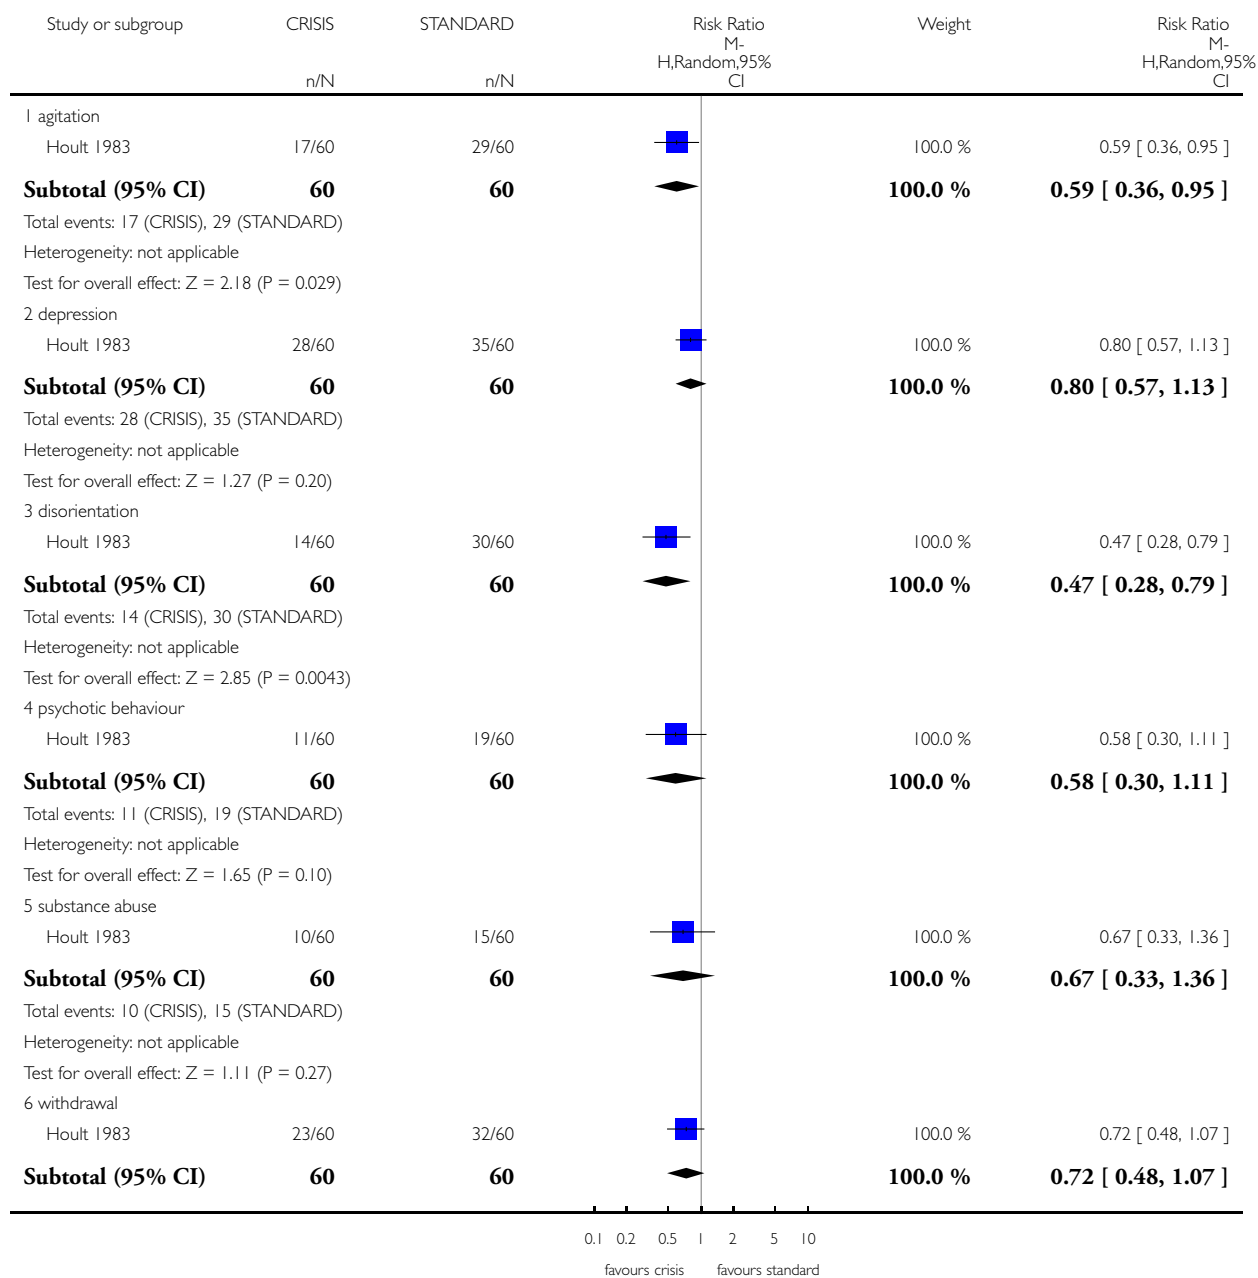 Study or subgroup CRISIS STANDARD Risk Ratio Weight Risk Ratio
M- M-
H,Random,95% H,Random,95%
n/N n/N CI CI
1 agitation
Hoult 1983 17/60 29/60 100.0 % 0.59 [ 0.36, 0.95 ]
Subtotal (95% CI) 60 60 100.0 % 0.59 [ 0.36, 0.95 ]
Total events: 17 (CRISIS), 29 (STANDARD)
Heterogeneity: not applicable
Test for overall effect: Z = 2.18 (P = 0.029)
2 depression
Hoult 1983 28/60 35/60 100.0 % 0.80 [ 0.57, 1.13 ]
Subtotal (95% CI) 60 60 100.0 % 0.80 [ 0.57, 1.13 ]
Total events: 28 (CRISIS), 35 (STANDARD)
Heterogeneity: not applicable
Test for overall effect: Z = 1.27 (P = 0.20)
3 disorientation
Hoult 1983 14/60 30/60 100.0 % 0.47 [ 0.28, 0.79 ]
Subtotal (95% CI) 60 60 100.0 % 0.47 [ 0.28, 0.79 ]
Total events: 14 (CRISIS), 30 (STANDARD)
Heterogeneity: not applicable
Test for overall effect: Z = 2.85 (P = 0.0043)
4 psychotic behaviour
Hoult 1983 11/60 19/60 100.0 % 0.58 [ 0.30, 1.11 ]
Subtotal (95% CI) 60 60 100.0 % 0.58 [ 0.30, 1.11 ]
Total events: 11 (CRISIS), 19 (STANDARD)
Heterogeneity: not applicable
Test for overall effect: Z = 1.65 (P = 0.10)
5 substance abuse
Hoult 1983 10/60 15/60 100.0 % 0.67 [ 0.33, 1.36 ]
Subtotal (95% CI) 60 60 100.0 % 0.67 [ 0.33, 1.36 ]
Total events: 10 (CRISIS), 15 (STANDARD)
Heterogeneity: not applicable
Test for overall effect: Z = 1.11 (P = 0.27)
6 withdrawal
Hoult 1983 23/60 32/60 100.0 % 0.72 [ 0.48, 1.07 ]
Subtotal (95% CI) 60 60 100.0 % 0.72 [ 0.48, 1.07 ]
0.1 0.2 0.5 1 2 5 10
favours crisis favours standard